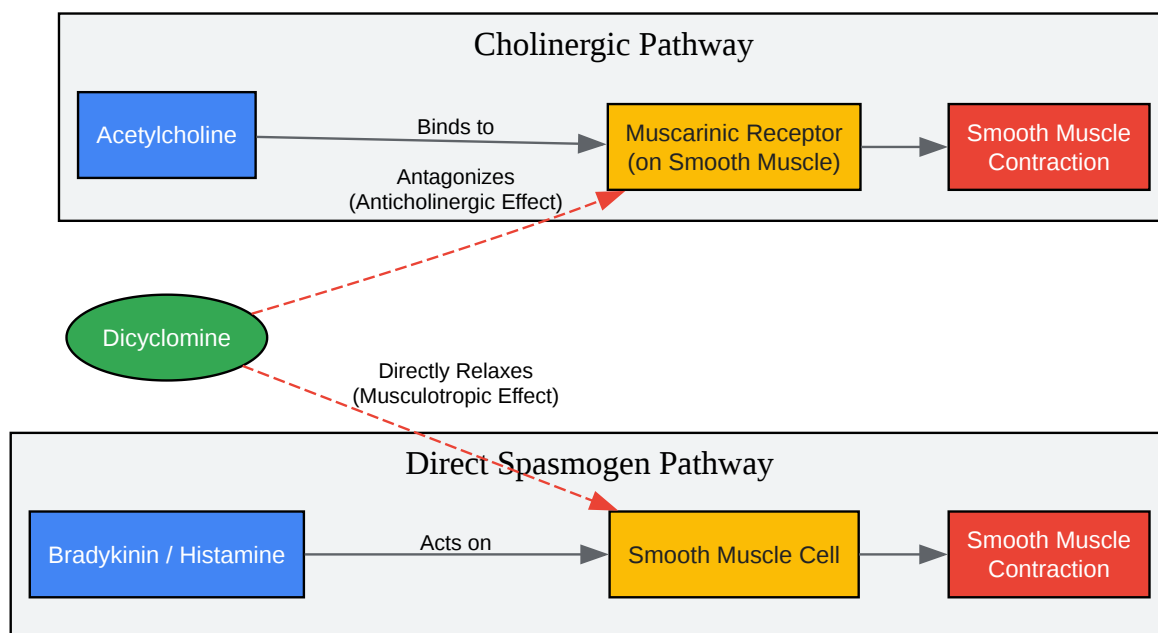 Cholinergic Pathway
Acetylcholine
Binds to
Muscarinic Receptor
(on Smooth Muscle)
Smooth Muscle
Contraction
Antagonizes
(Anticholinergic Effect)
Dicyclomine
Directly Relaxes
(Musculotropic Effect)
Direct Spasmogen Pathway
Bradykinin / Histamine
Acts on
Smooth Muscle Cell
Smooth Muscle
Contraction